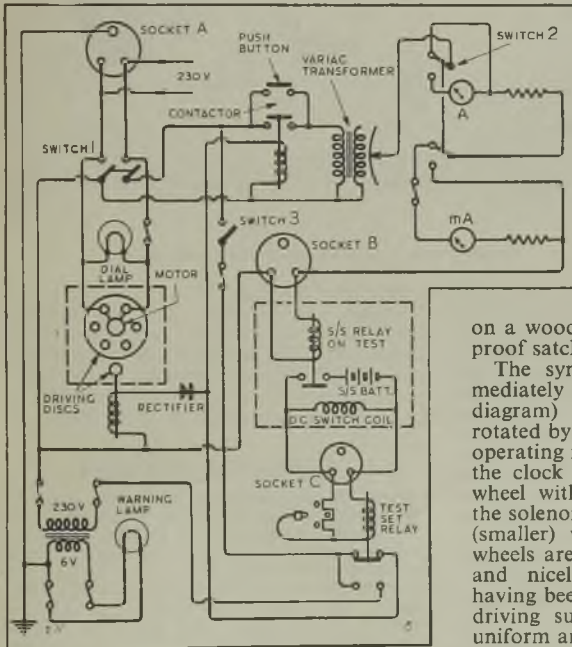 SOCKET A
PUSH
BUTTON
VARIAC
TRANSFORMER
SWITCH 2
230 V
CONTACTOR
A
SWITCH 1
SWITCH 3
SOCKET B
mA
DIAL
LAMP
MOTOR
S/S RELAY
ON TEST
S/S BATT.
DRIVING
DISCS
RECTIFIER
DC SWITCH COIL
SOCKET C
230 V
WARNING
LAMP
6V
TEST
SET
RELAY
on a wood
proof satch
The syn
mediately
diagram)
rotated by
operating
the clock
wheel with
the solenoi
(smaller)
wheels are
and nicel
having bee
driving su
uniform an